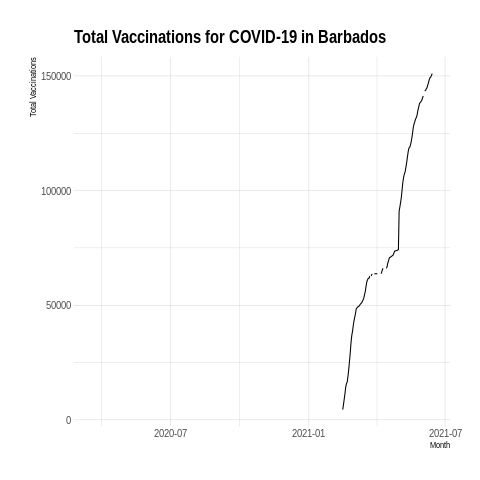 Total Vaccinations for COVID-19 in Barbados
Total Vaccinations
150000
100000
50000
0
2020-07 2021-01 2021-07
Month